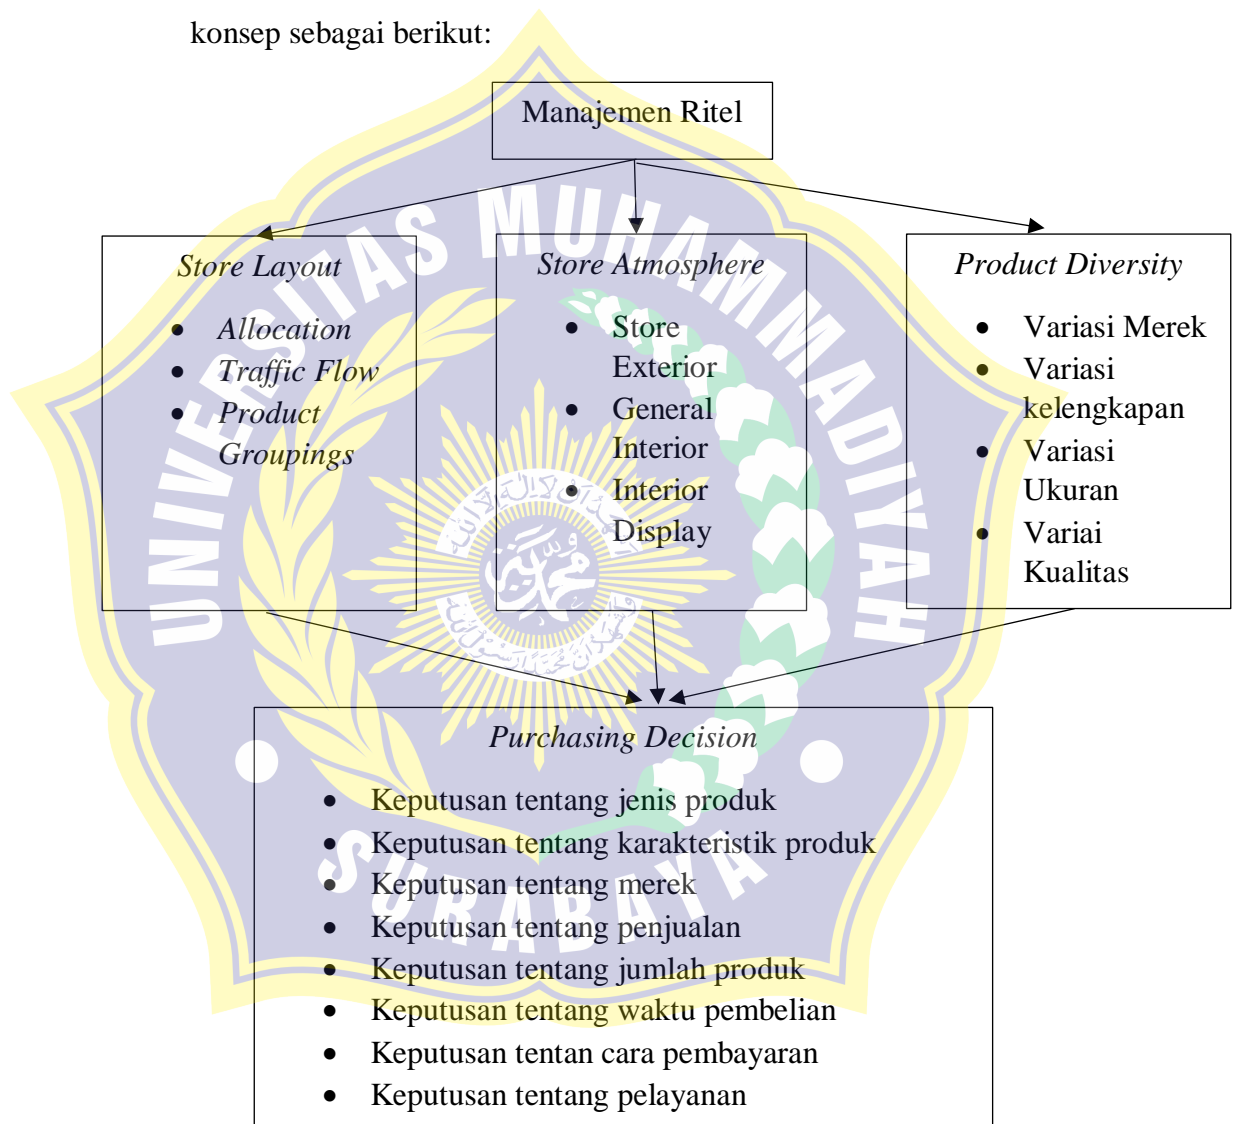 konsep sebagai berikut:
Manajemen Ritel
Store Layout
• Allocation
• Traffic Flow
• Product
Groupings
Store Atmosphere
• Store
Exterior
• General
Interior
• Interior
Display
Product Diversity
• Variasi Merek
• Variasi
kelengkapan
• Variasi
Ukuran
• Variai
Kualitas
Purchasing Decision
• Keputusan tentang jenis produk
• Keputusan tentang karakteristik produk
• Keputusan tentang merek
• Keputusan tentang penjualan
• Keputusan tentang jumlah produk
• Keputusan tentang waktu pembelian
• Keputusan tentan cara pembayaran
• Keputusan tentang pelayanan
UNIVERSITAS MUHAMMADIYAH
SURABAYA